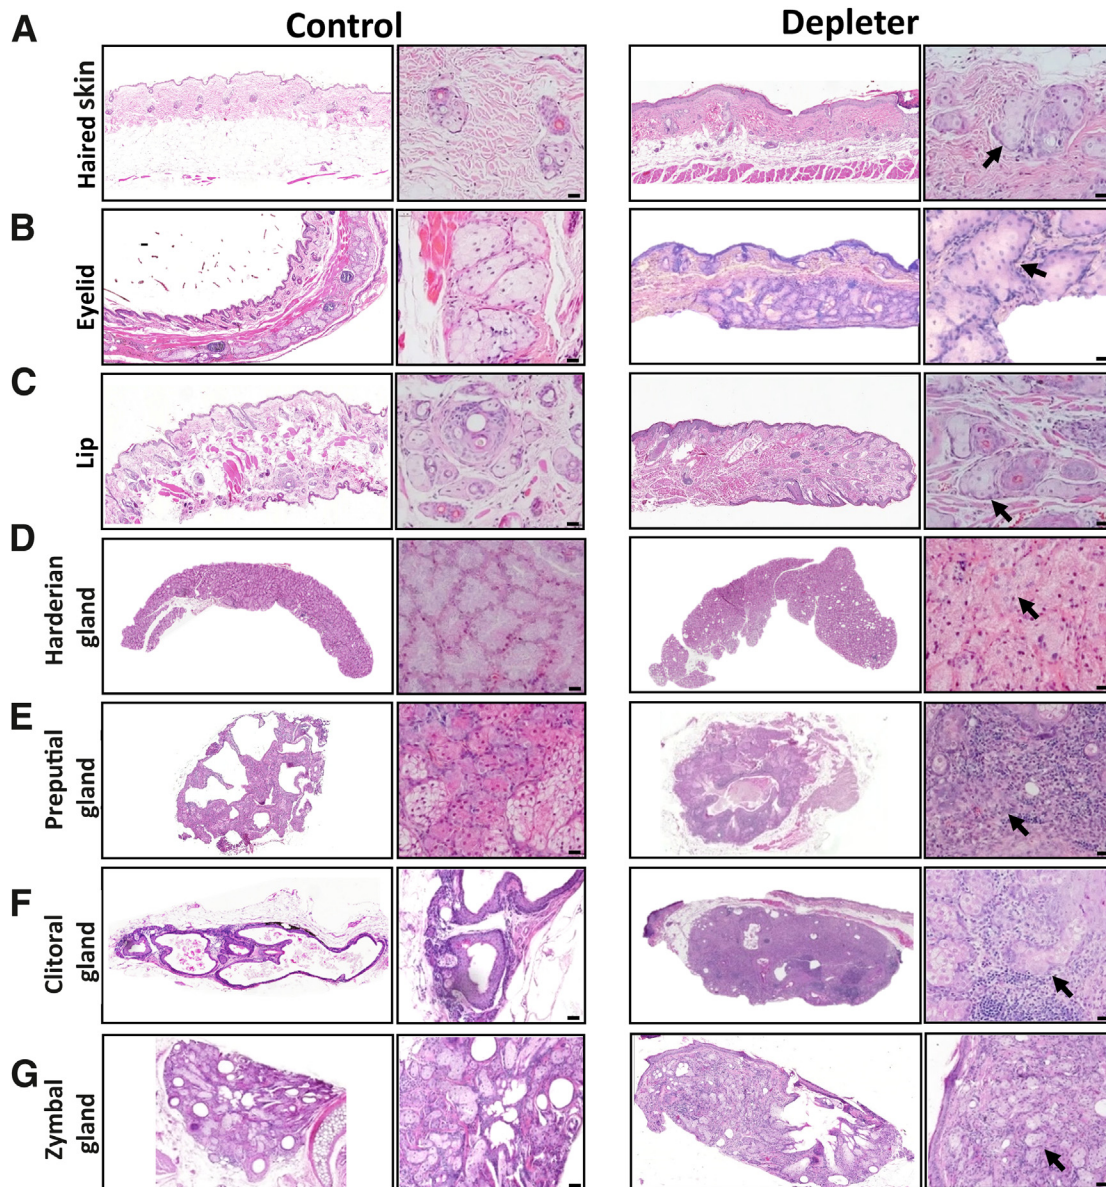 Control
Depleter
A
Haired skin
B
Eyelid
C
Lip
D
Harderian
gland
E
Preputial
gland
F
Clitoral
gland
G
Zymbal
gland